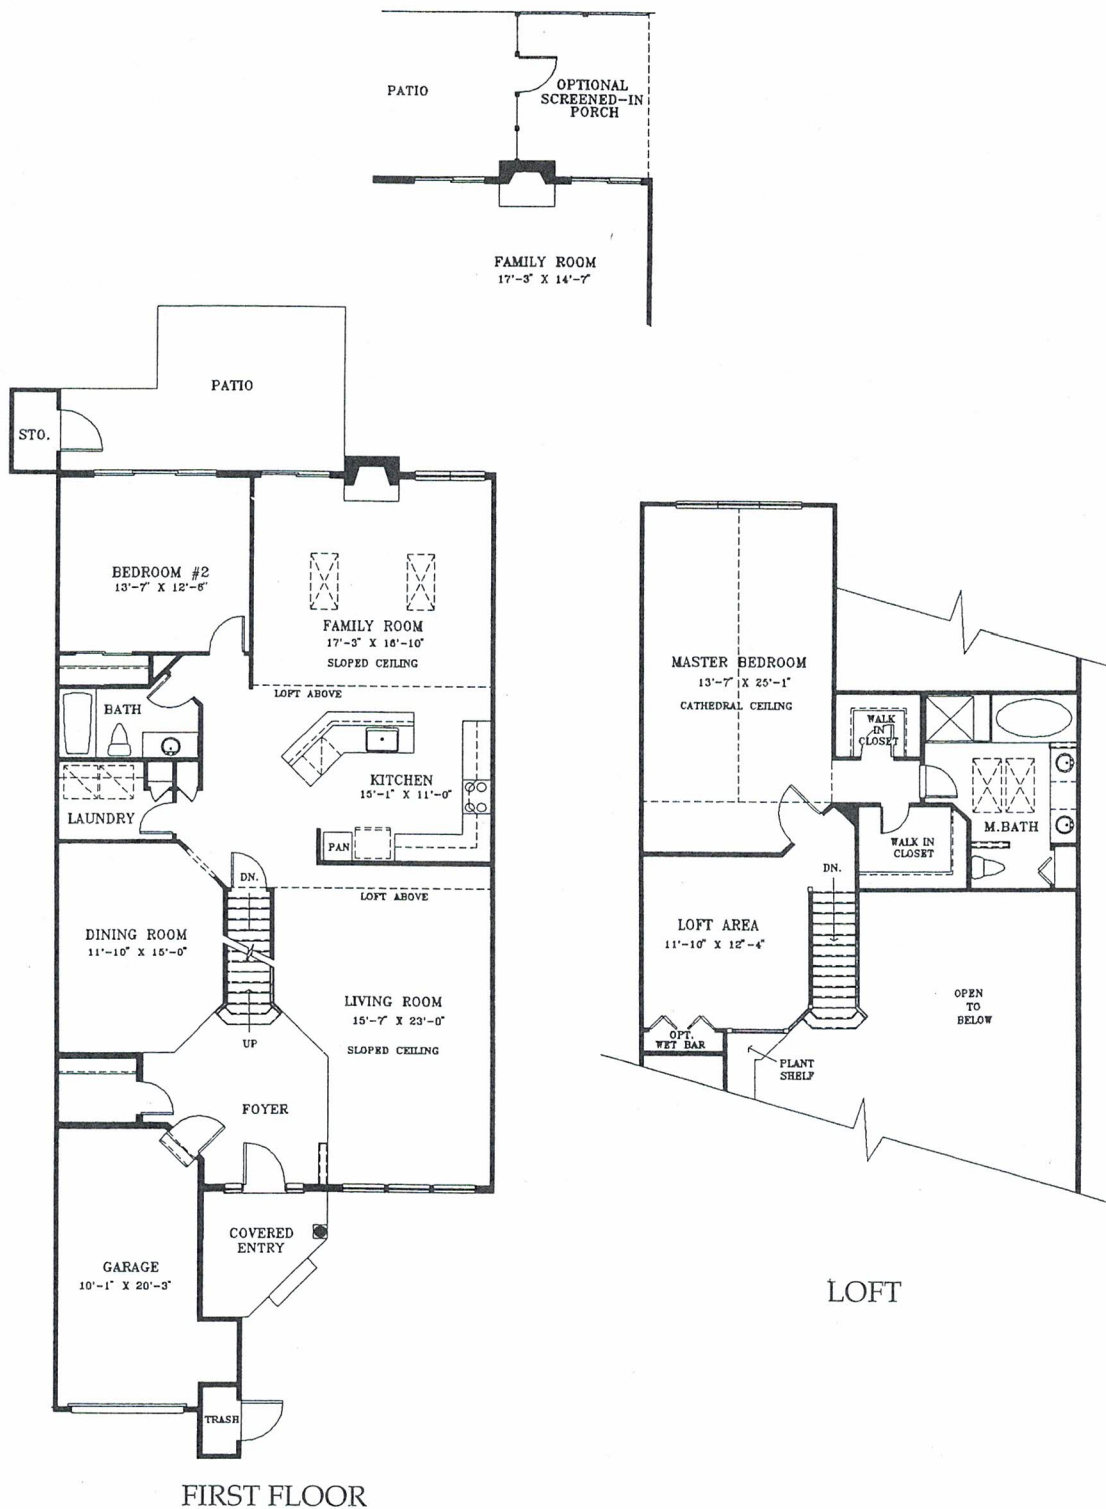 PATIO
OPTIONAL
SCREENED-IN
PORCH
FAMILY ROOM
17'-3" X 14'-7"
PATIO
STO.
BEDROOM #2
13'-7" X 12'-6"
FAMILY ROOM
17'-3" X 16'-10"
SLOPED CEILING
LOFT ABOVE
BATH
KITCHEN
15'-1" X 11'-0"
LAUNDRY
PAN
DN.
LOFT ABOVE
DINING ROOM
11'-10" X 15'-0"
LIVING ROOM
15'-7" X 23'-0"
SLOPED CEILING
UP
FOYER
COVERED
ENTRY
GARAGE
10'-1" X 20'-3"
TRASH
FIRST FLOOR
MASTER BEDROOM
13'-7" X 25'-1"
CATHEDRAL CEILING
WALK
IN
CLOSET
M.BATH
WALK IN
CLOSET
DN.
LOFT AREA
11'-10" X 12'-4"
OPEN
TO
BELOW
OPT.
WET BAR
PLANT
SHELF
LOFT